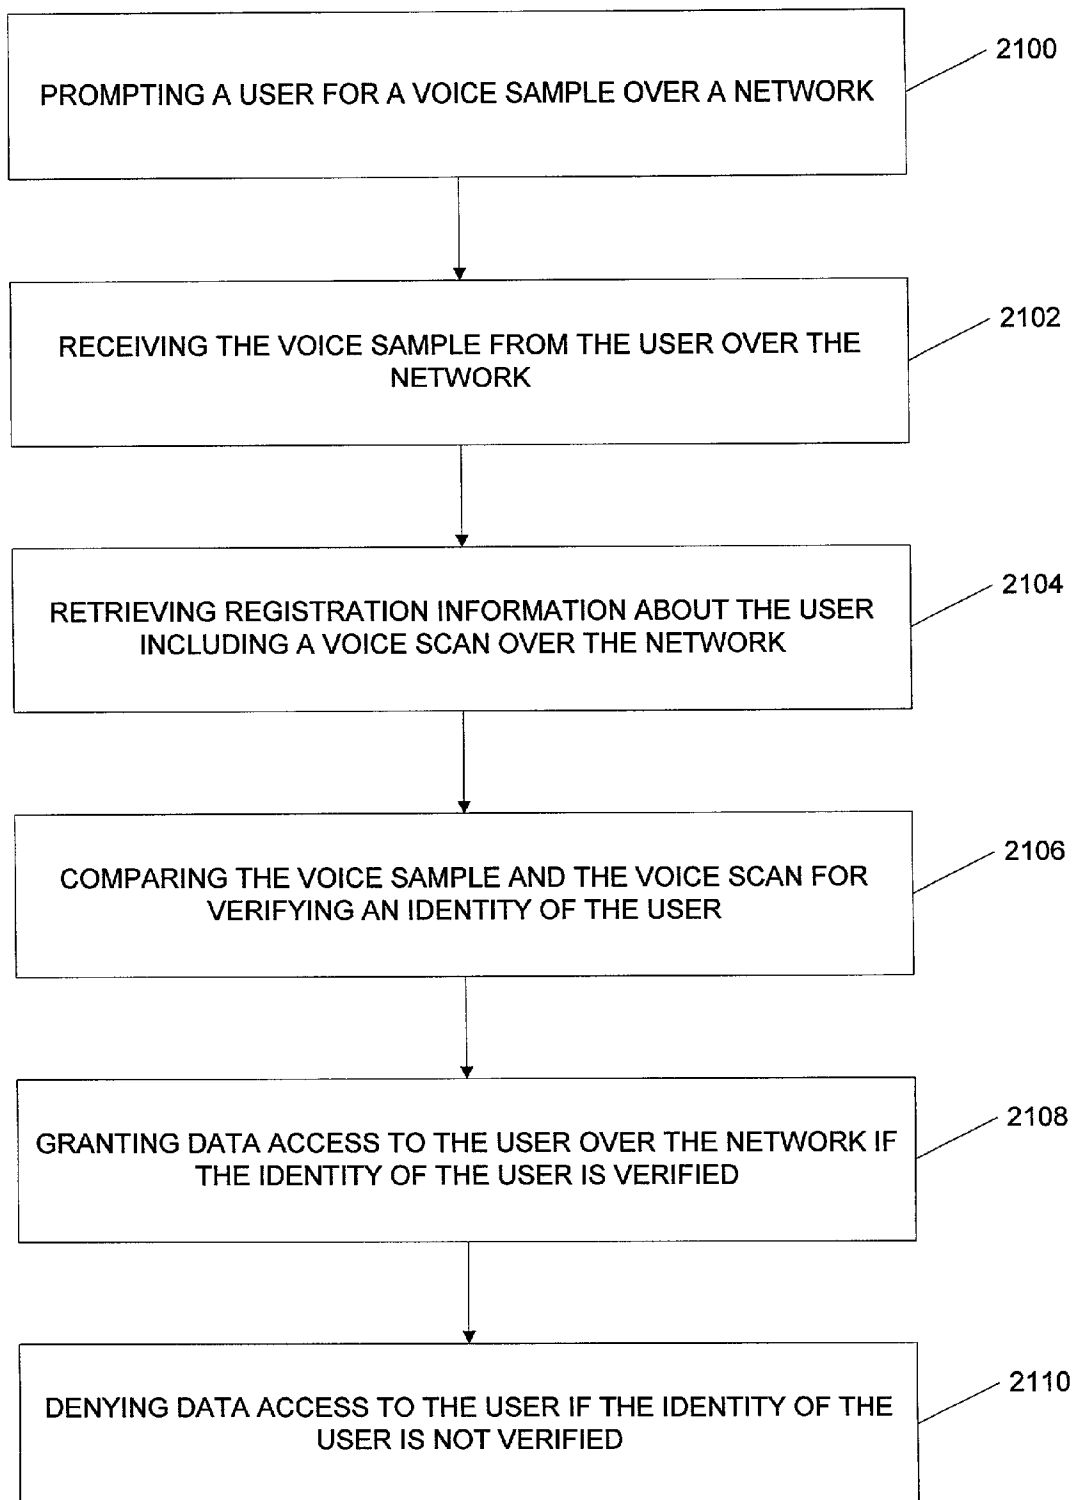 PROMPTING A USER FOR A VOICE SAMPLE OVER A NETWORK
2100
RECEIVING THE VOICE SAMPLE FROM THE USER OVER THE
NETWORK
2102
RETRIEVING REGISTRATION INFORMATION ABOUT THE USER
INCLUDING A VOICE SCAN OVER THE NETWORK
2104
COMPARING THE VOICE SAMPLE AND THE VOICE SCAN FOR
VERIFYING AN IDENTITY OF THE USER
2106
GRANTING DATA ACCESS TO THE USER OVER THE NETWORK IF
THE IDENTITY OF THE USER IS VERIFIED
2108
DENYING DATA ACCESS TO THE USER IF THE IDENTITY OF THE
USER IS NOT VERIFIED
2110